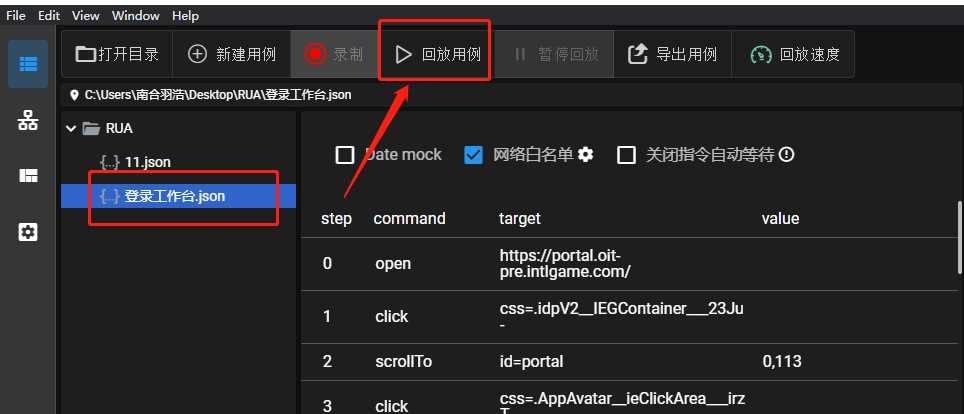 File Edit View Window Help
打开目录 新建用例 录制 回放用例 暂停回放 导出用例 回放速度
C:\Users\南合羽浩\Desktop\RUA\登录工作台.json
RUA
{..} 11.json
{..} 登录工作台.json
Date mock 网络白名单 关闭指令自动等待
step command target value
0 open https://portal.oit-
pre.intlgame.com/
1 click css=.idpV2__IEGContainer___23Ju
-
2 scrollTo id=portal 0,113
3 click css=.AppAvatar__ieClickArea___irz